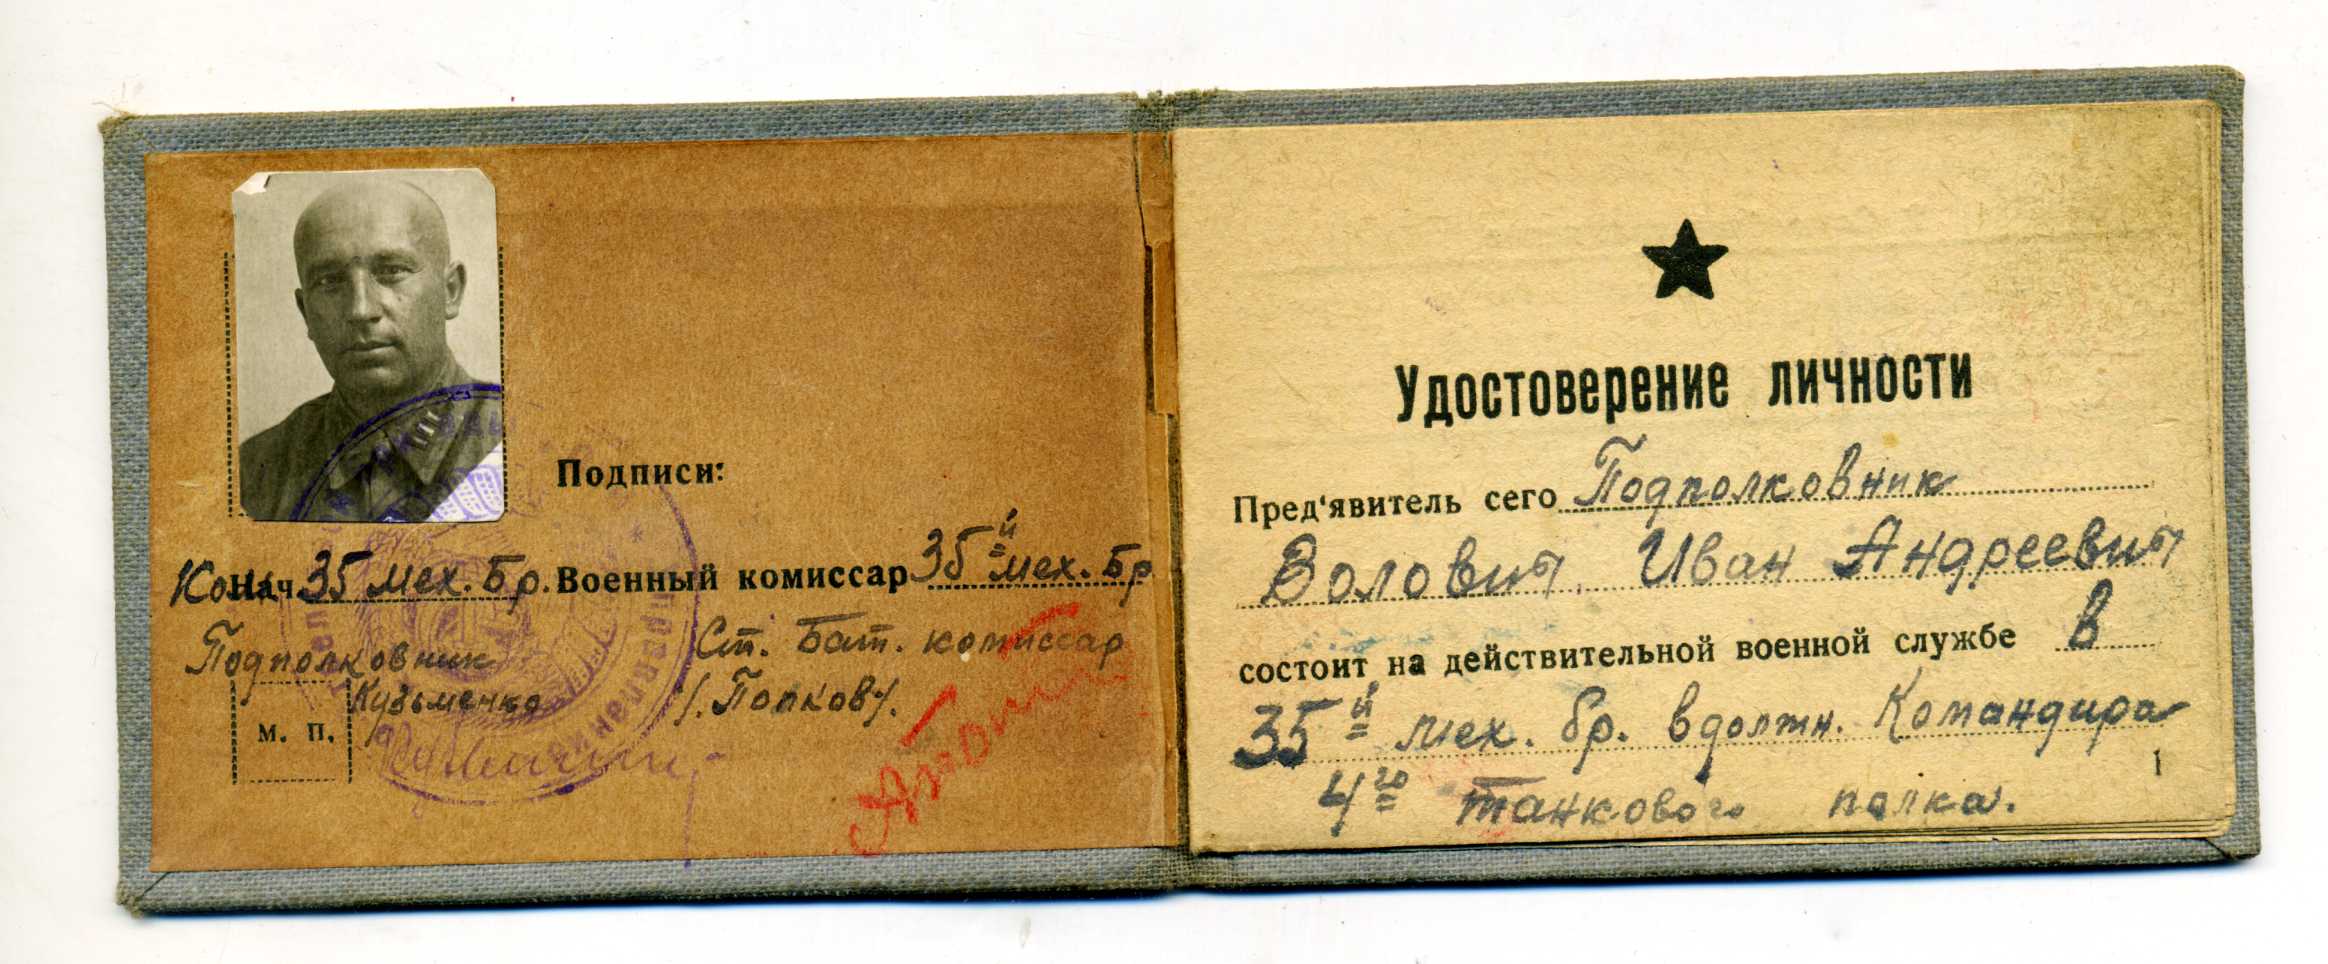 Подписи:
Ком. Нач. 35 мех. Бр. Военный комиссар 35й мех. Бр
Подполковник
Кузьменко
Ст. Бат. комиссар
/.Попков/.
М. П.
Удостоверение личности
Пред'явитель сего Подполковник
Волович Иван Андреевич
состоит на действительной военной службе в
35й мех. бр. в должн. Командира
4го танкового полка.
1